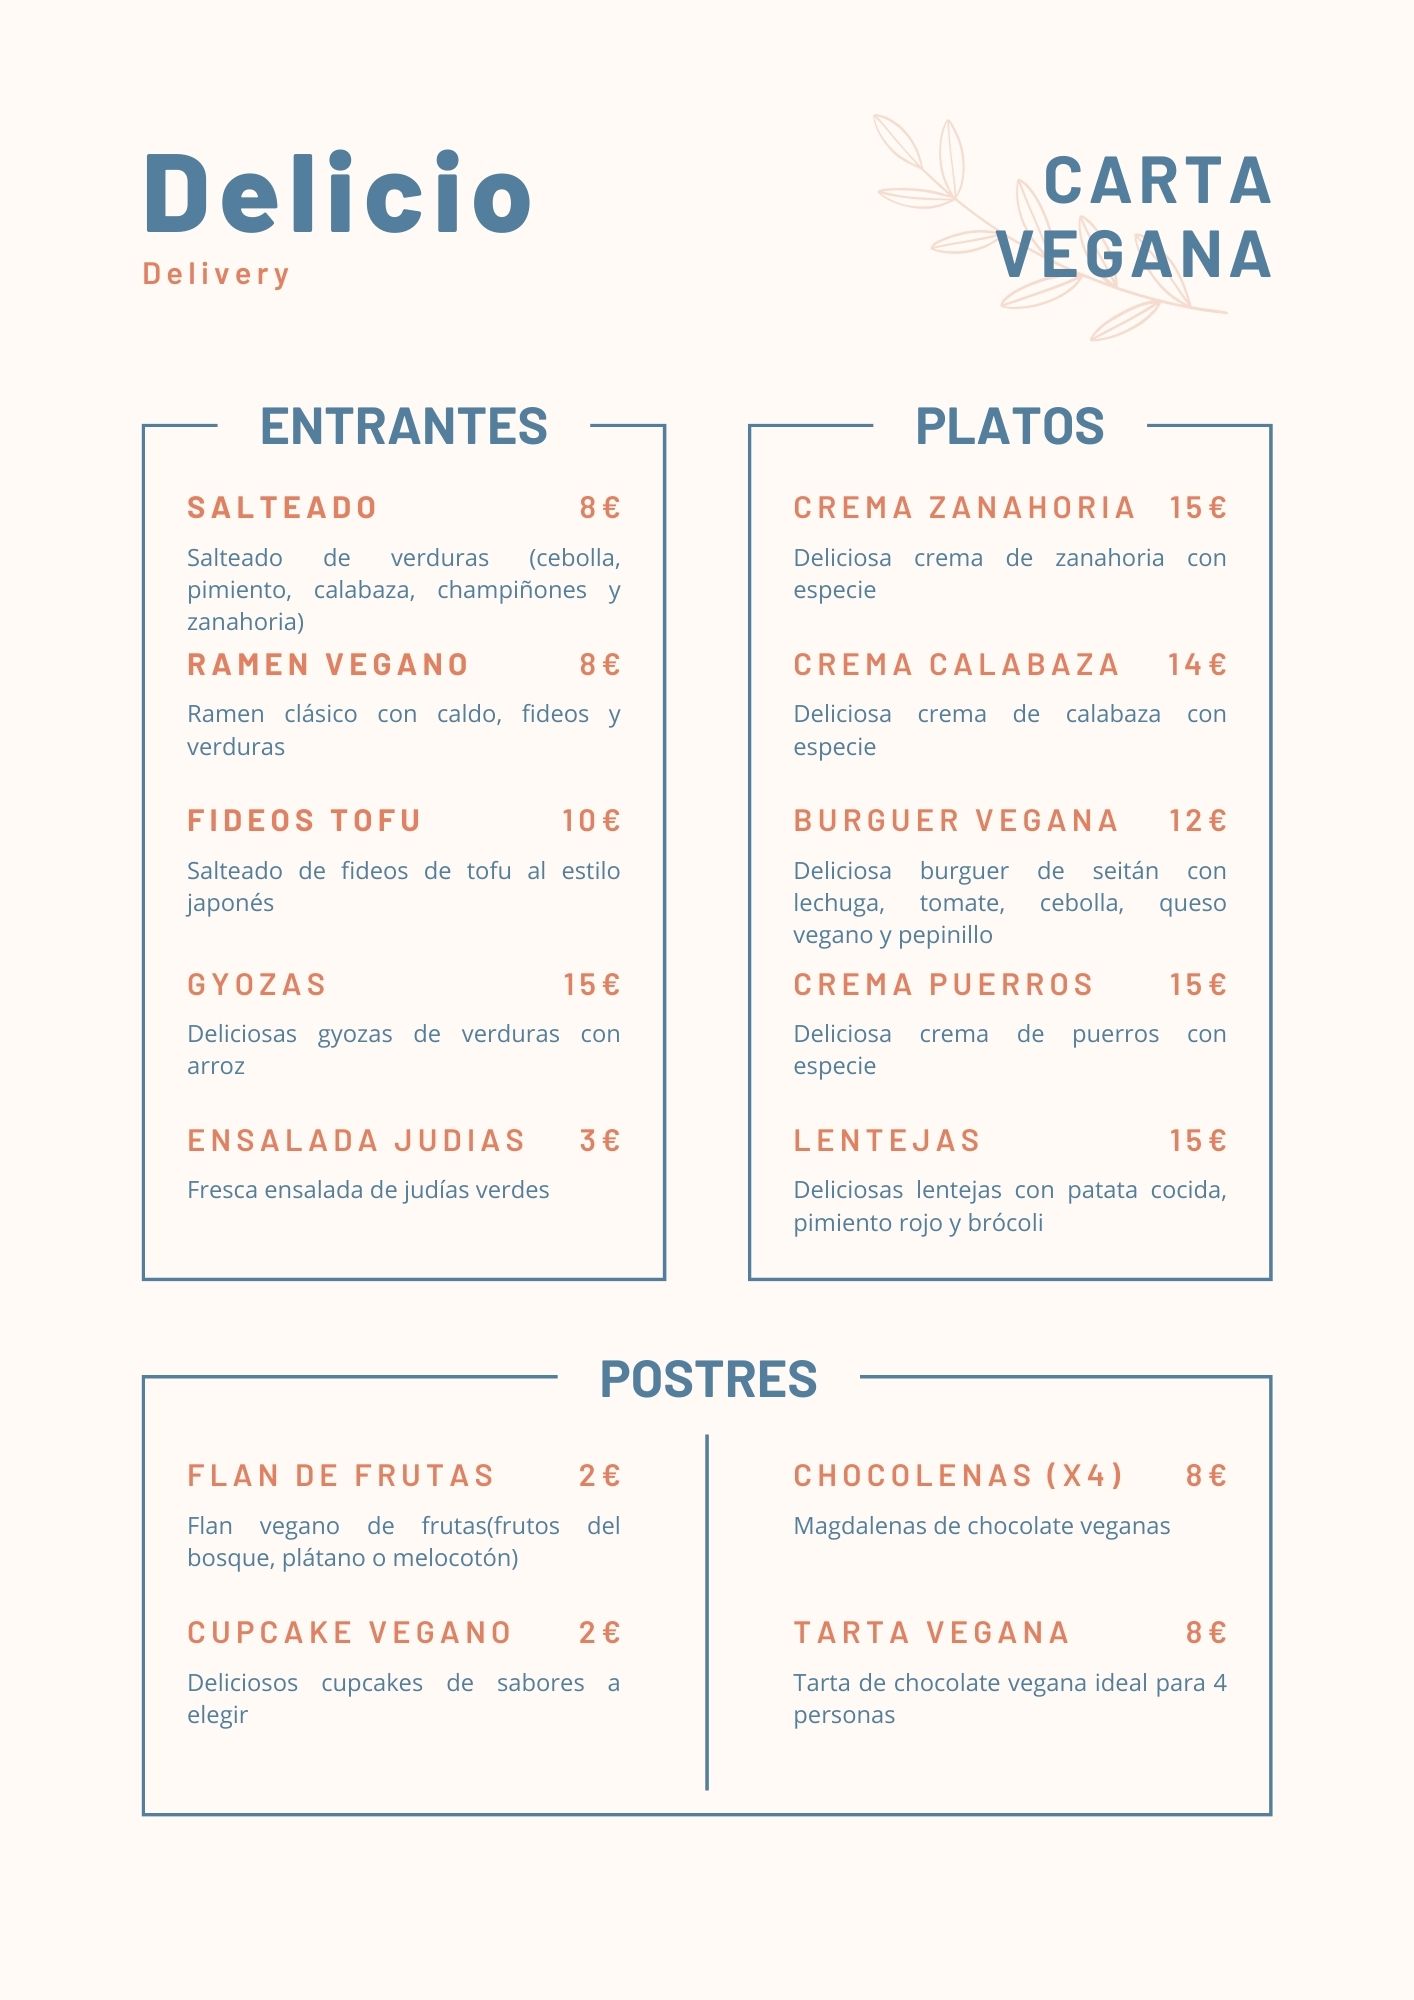 Delicio
Delivery
CARTA
VEGANA
ENTRANTES
SALTEADO 8€
Salteado de verduras (cebolla,
pimiento, calabaza, champiñones y
zanahoria)
RAMEN VEGANO 8€
Ramen clásico con caldo, fideos y
verduras
FIDEOS TOFU 10€
Salteado de fideos de tofu al estilo
japonés
GYOZAS 15€
Deliciosas gyozas de verduras con
arroz
ENSALADA JUDIAS 3€
Fresca ensalada de judías verdes
PLATOS
CREMA ZANAHORIA 15€
Deliciosa crema de zanahoria con
especie
CREMA CALABAZA 14€
Deliciosa crema de calabaza con
especie
BURGUER VEGANA 12€
Deliciosa burguer de seitán con
lechuga, tomate, cebolla, queso
vegano y pepinillo
CREMA PUERROS 15€
Deliciosa crema de puerros con
especie
LENTEJAS 15€
Deliciosas lentejas con patata cocida,
pimiento rojo y brócoli
POSTRES
FLAN DE FRUTAS 2€
Flan vegano de frutas(frutos del
bosque, plátano o melocotón)
CUPCAKE VEGANO 2€
Deliciosos cupcakes de sabores a
elegir
CHOCOLENAS (X4) 8€
Magdalenas de chocolate veganas
TARTA VEGANA 8€
Tarta de chocolate vegana ideal para 4
personas